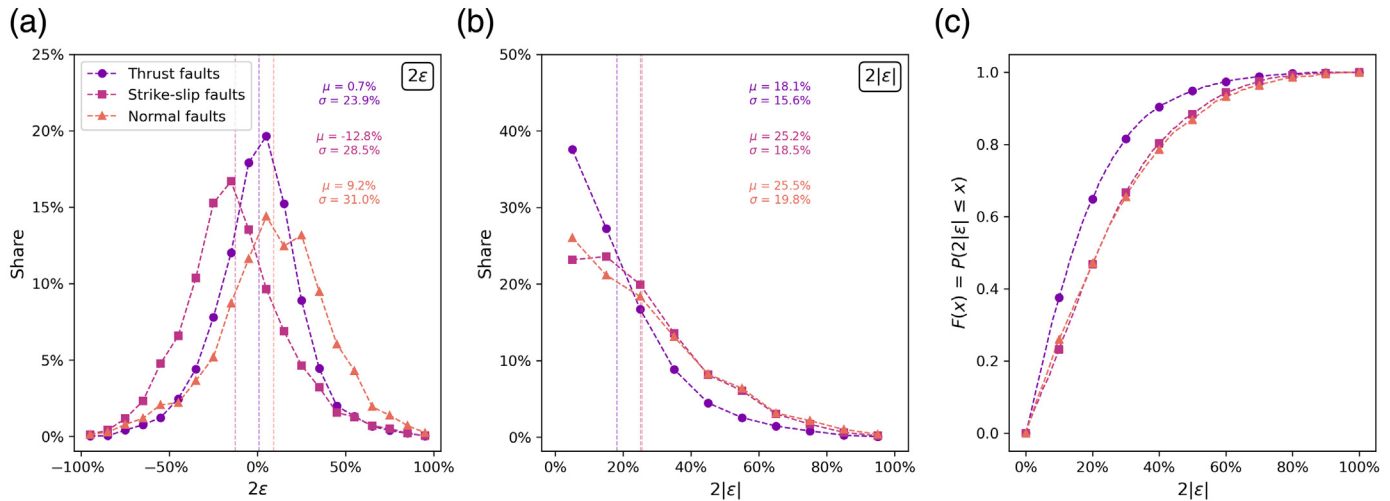 (a)
25%
20%
15%
10%
5%
0%
Share
−100%
−50%
0%
50%
100%
2ε
Thrust faults
Strike-slip faults
Normal faults
2ε
μ = 0.7%
σ = 23.9%
μ = -12.8%
σ = 28.5%
μ = 9.2%
σ = 31.0%
(b)
50%
40%
30%
20%
10%
0%
Share
0%
20%
40%
60%
80%
100%
2|ε|
2|ε|
μ = 18.1%
σ = 15.6%
μ = 25.2%
σ = 18.5%
μ = 25.5%
σ = 19.8%
(c)
1.0
0.8
0.6
0.4
0.2
0.0
F(x) = P(2|ε| ≤ x)
0%
20%
40%
60%
80%
100%
2|ε|